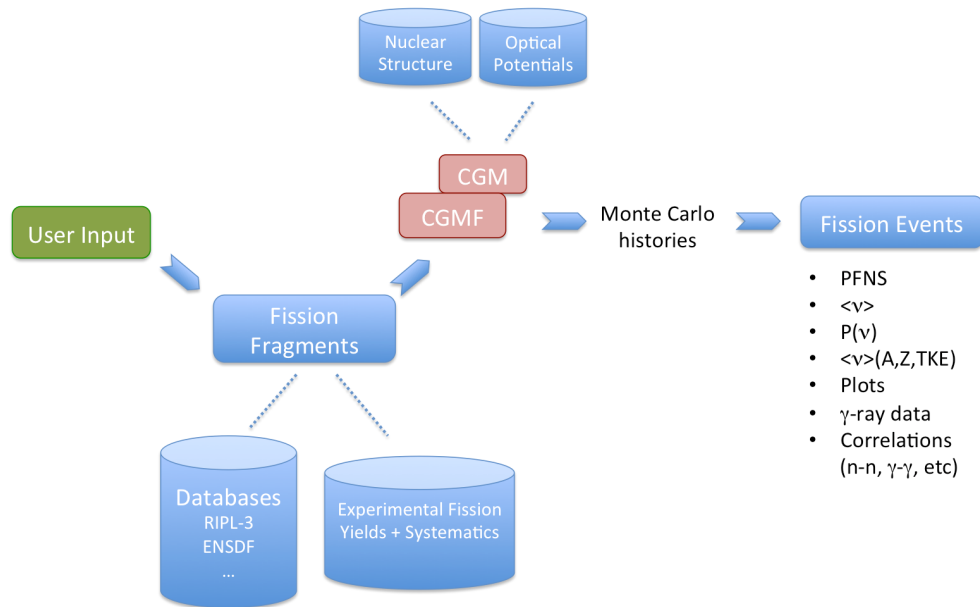 Nuclear
Structure
Optical
Potentials
CGM
CGMF
User Input
Monte Carlo
histories
Fission Events
Fission
Fragments
• PFNS
• <ν>
• P(ν)
• <ν>(A,Z,TKE)
• Plots
• γ-ray data
• Correlations
(n-n, γ-γ, etc)
Databases
RIPL-3
ENSDF
...
Experimental Fission
Yields + Systematics